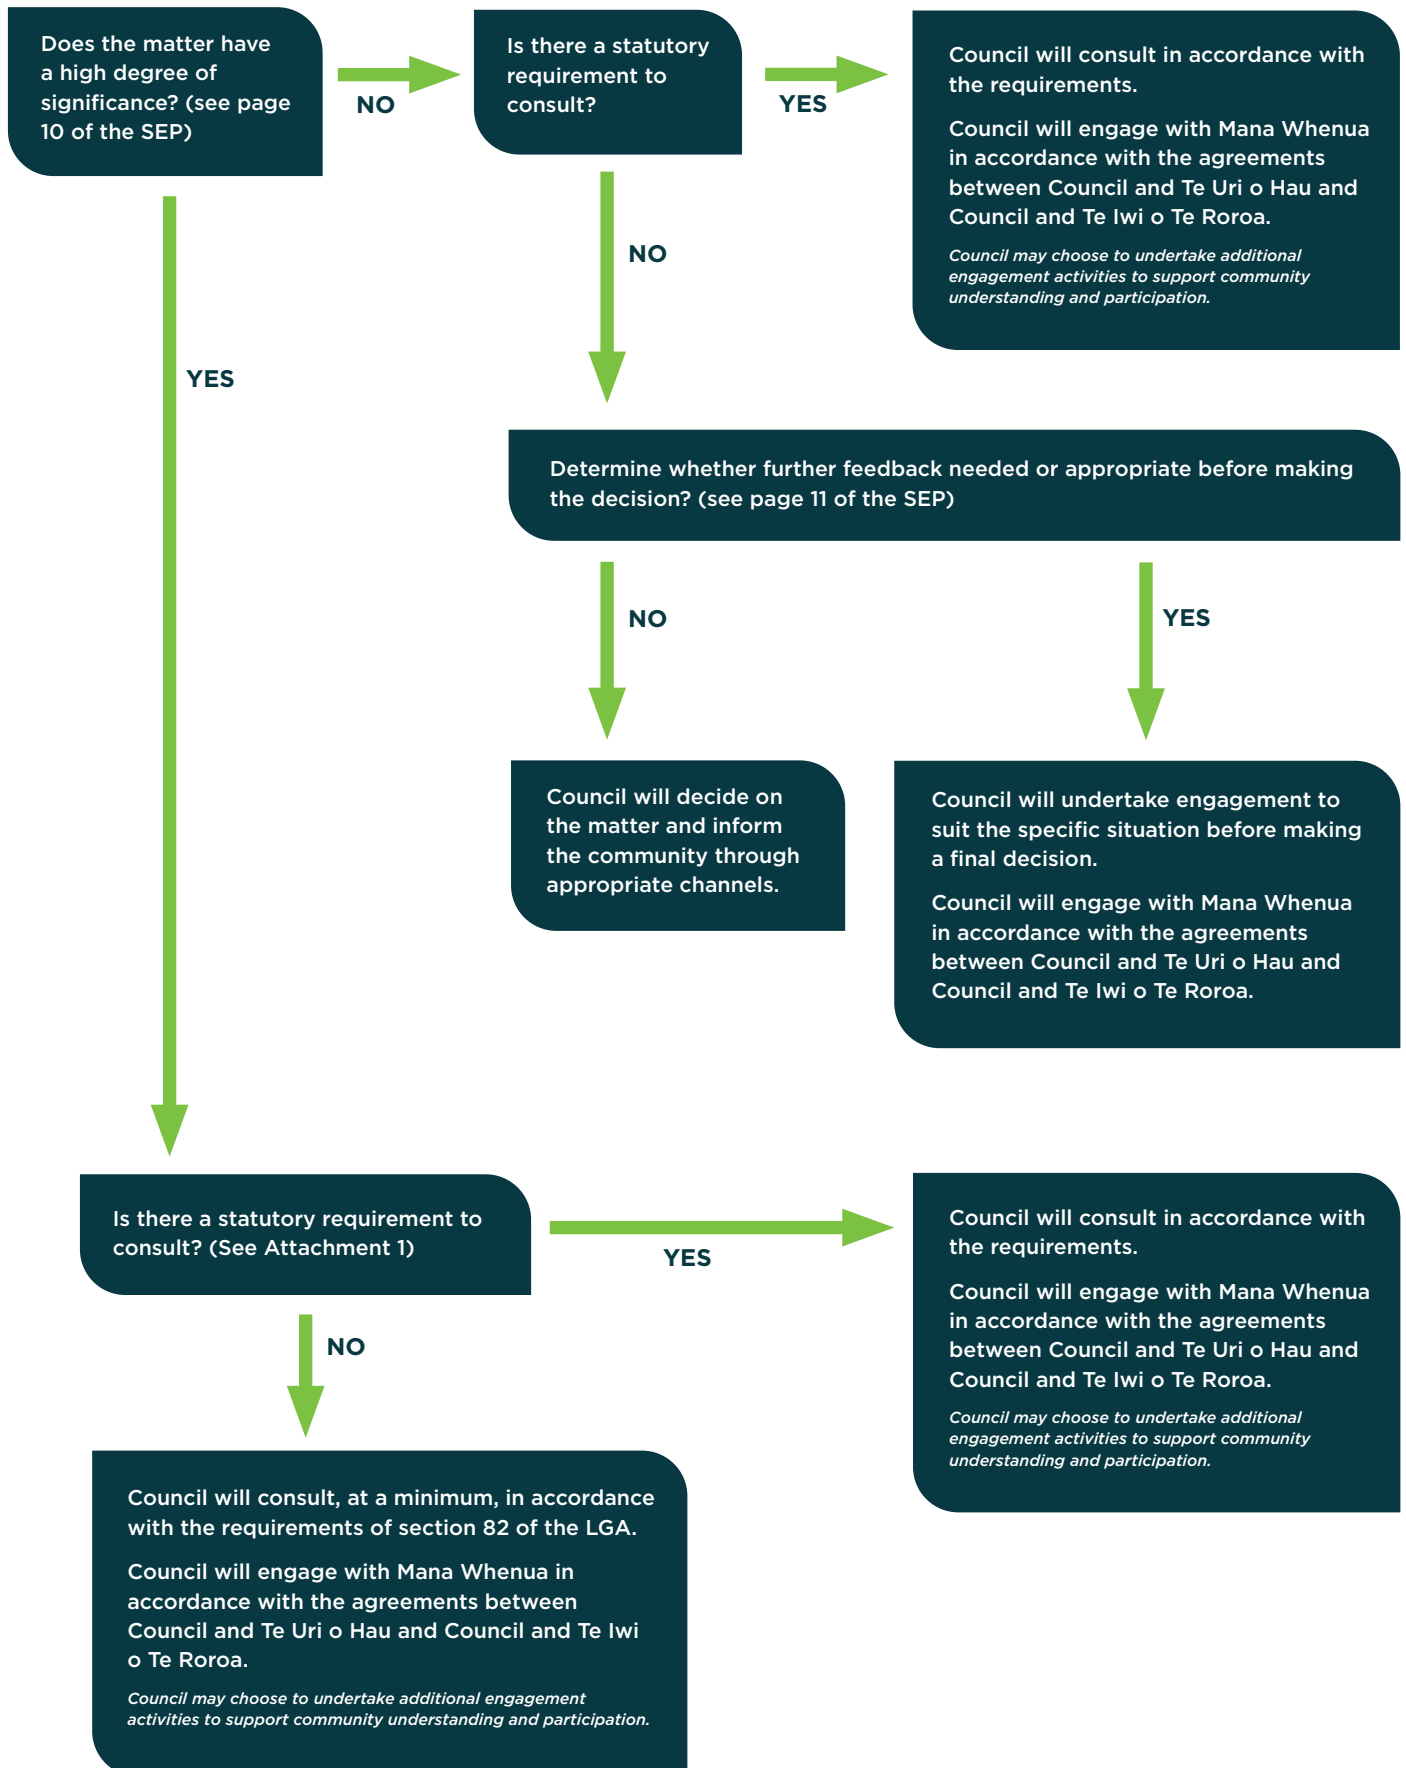 Does the matter have
a high degree of
significance? (see page
10 of the SEP)
NO
Is there a statutory
requirement to
consult?
YES
Council will consult in accordance with
the requirements.
Council will engage with Mana Whenua
in accordance with the agreements
between Council and Te Uri o Hau and
Council and Te Iwi o Te Roroa.
Council may choose to undertake additional
engagement activities to support community
understanding and participation.
NO
YES
Determine whether further feedback needed or appropriate before making
the decision? (see page 11 of the SEP)
NO
YES
Council will decide on
the matter and inform
the community through
appropriate channels.
Council will undertake engagement to
suit the specific situation before making
a final decision.
Council will engage with Mana Whenua
in accordance with the agreements
between Council and Te Uri o Hau and
Council and Te Iwi o Te Roroa.
Is there a statutory requirement to
consult? (See Attachment 1)
YES
Council will consult in accordance with
the requirements.
Council will engage with Mana Whenua
in accordance with the agreements
between Council and Te Uri o Hau and
Council and Te Iwi o Te Roroa.
Council may choose to undertake additional
engagement activities to support community
understanding and participation.
NO
Council will consult, at a minimum, in accordance
with the requirements of section 82 of the LGA.
Council will engage with Mana Whenua in
accordance with the agreements between
Council and Te Uri o Hau and Council and Te Iwi
o Te Roroa.
Council may choose to undertake additional engagement
activities to support community understanding and participation.